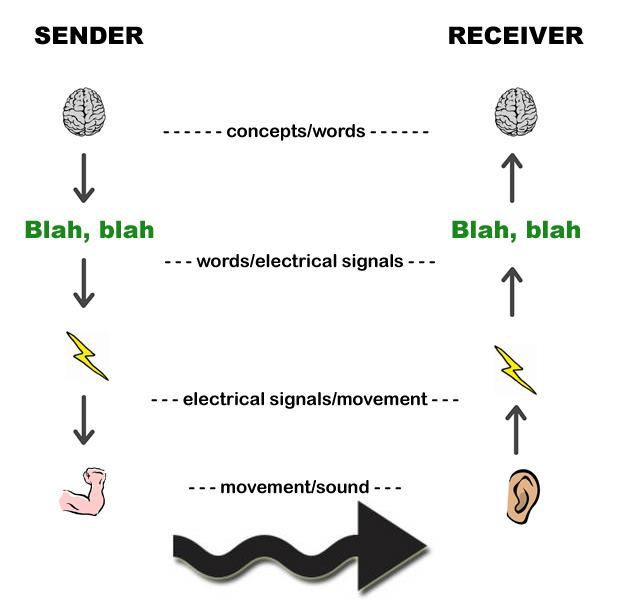 SENDER RECEIVER
------ concepts/words ------
Blah, blah Blah, blah
--- words/electrical signals ---
--- electrical signals/movement ---
--- movement/sound ---